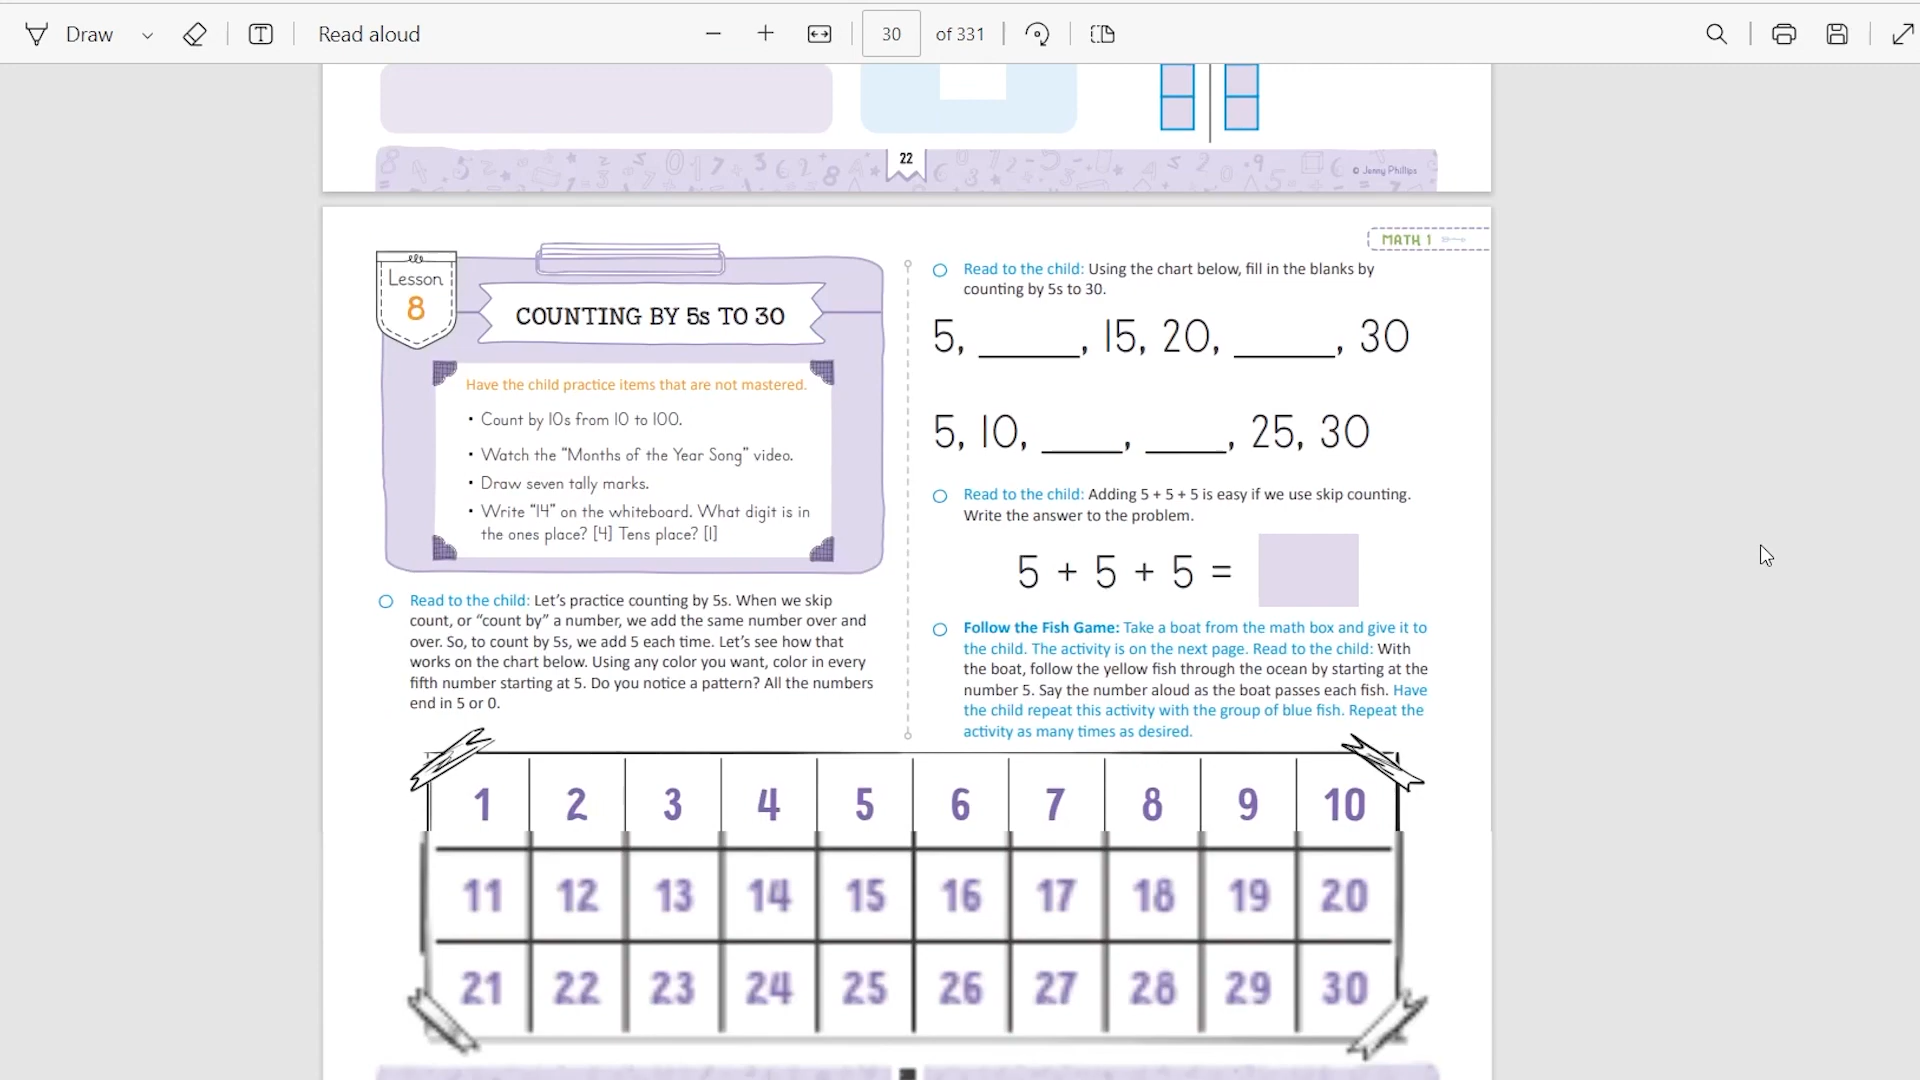 Draw
Read aloud
30 of 331
22
© Jenny Phillips
MATH 1
Lesson
8
COUNTING BY 5s TO 30
Have the child practice items that are not mastered.
• Count by 10s from 10 to 100.
• Watch the “Months of the Year Song” video.
• Draw seven tally marks.
• Write “14” on the whiteboard. What digit is in
the ones place? [4] Tens place? [1]
Read to the child: Let’s practice counting by 5s. When we skip
count, or “count by” a number, we add the same number over and
over. So, to count by 5s, we add 5 each time. Let’s see how that
works on the chart below. Using any color you want, color in every
fifth number starting at 5. Do you notice a pattern? All the numbers
end in 5 or 0.
Read to the child: Using the chart below, fill in the blanks by
counting by 5s to 30.
5, _____, 15, 20, _____, 30
5, 10, ____, ____, 25, 30
Read to the child: Adding 5 + 5 + 5 is easy if we use skip counting.
Write the answer to the problem.
5 + 5 + 5 =
Follow the Fish Game: Take a boat from the math box and give it to
the child. The activity is on the next page. Read to the child: With
the boat, follow the yellow fish through the ocean by starting at the
number 5. Say the number aloud as the boat passes each fish. Have
the child repeat this activity with the group of blue fish. Repeat the
activity as many times as desired.
1 2 3 4 5 6 7 8 9 10
11 12 13 14 15 16 17 18 19 20
21 22 23 24 25 26 27 28 29 30